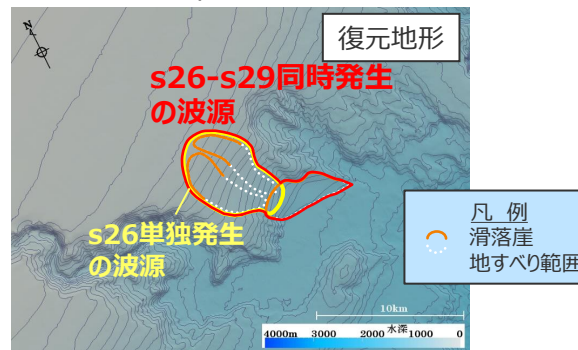 N
復元地形
s26-s29同時発生
の波源
s26単独発生
の波源
凡 例
滑落崖
地すべり範囲
10km
4000m 3000 2000 水深 1000 0